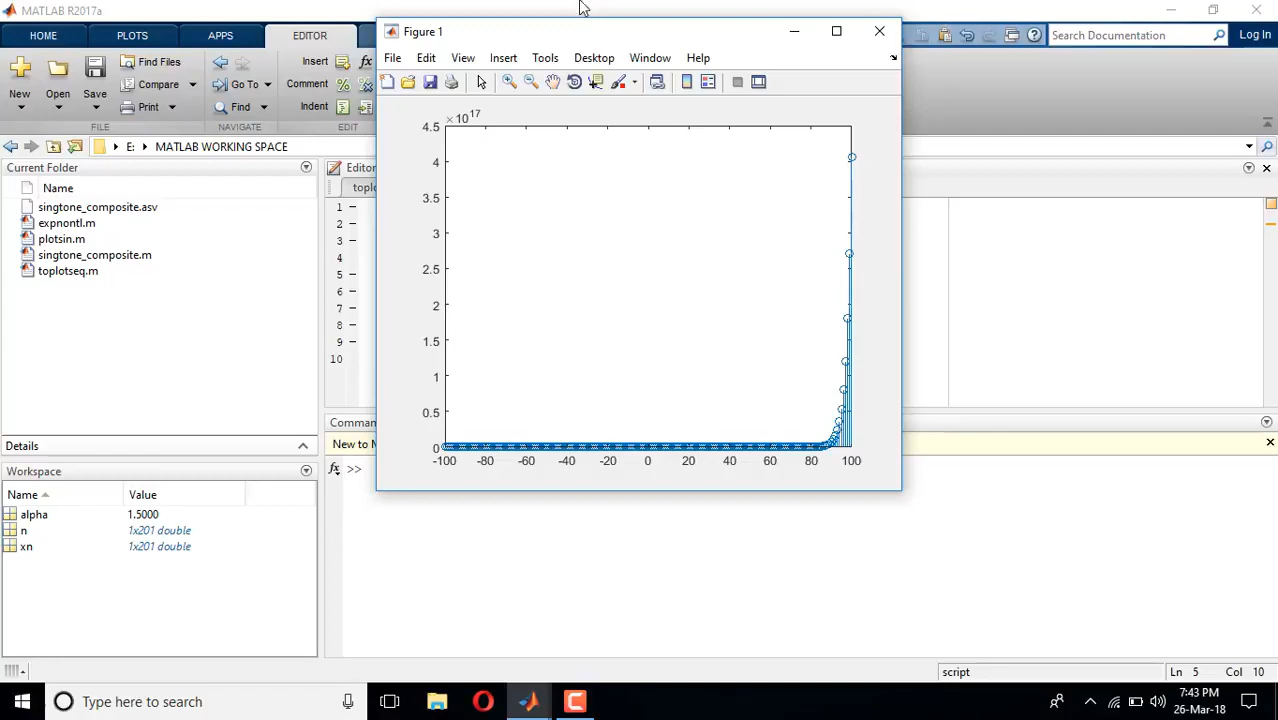 MATLAB R2017a
HOME
PLOTS
APPS
EDITOR
Search Documentation
Log In
New
Open
Save
Find Files
Compare
Print
FILE
Go To
Find
NAVIGATE
Insert
fx
Comment
Indent
EDIT
E: MATLAB WORKING SPACE
Current Folder
Name
singtone_composite.asv
expnontl.m
plotsin.m
singtone_composite.m
toplotseq.m
Details
Workspace
Name Value
alpha 1.5000
n 1x201 double
xn 1x201 double
Editor
toplo
1
2
3
4
5
6
7
8
9
10
Figure 1
File Edit View Insert Tools Desktop Window Help
×10^17
4.5
4
3.5
3
2.5
2
1.5
1
0.5
0
-100 -80 -60 -40 -20 0 20 40 60 80 100
Comman
New to M
fx >>
script
Ln 5 Col 10
Type here to search
7:43 PM
26-Mar-18